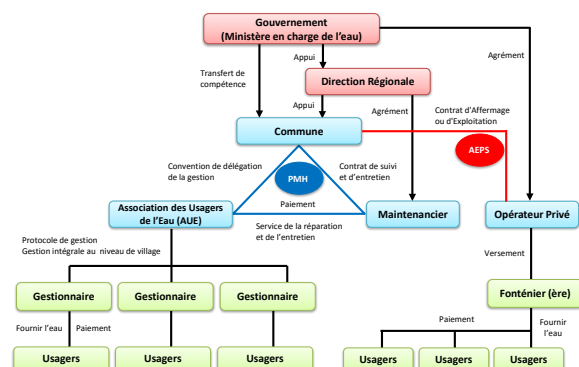 Gouvernement
(Ministère en charge de l'eau)
Appui
Agrément
Transfert de
compétence
Direction Régionale
Appui
Agrément
Contrat d'Affermage
ou d'Exploitation
Commune
AEPS
Convention de délégation
de la gestion
PMH
Contrat de suivi
et d'entretien
Paiement
Association des Usagers
de l'Eau (AUE)
Maintenancier
Opérateur Privé
Service de la réparation
et de l'entretien
Protocole de gestion
Gestion intégrale au niveau de village
Versement
Gestionnaire
Gestionnaire
Gestionnaire
Fonténier (ère)
Fournir l'eau
Paiement
Paiement
Fournir
l'eau
Usagers
Usagers
Usagers
Usagers
Usagers
Usagers